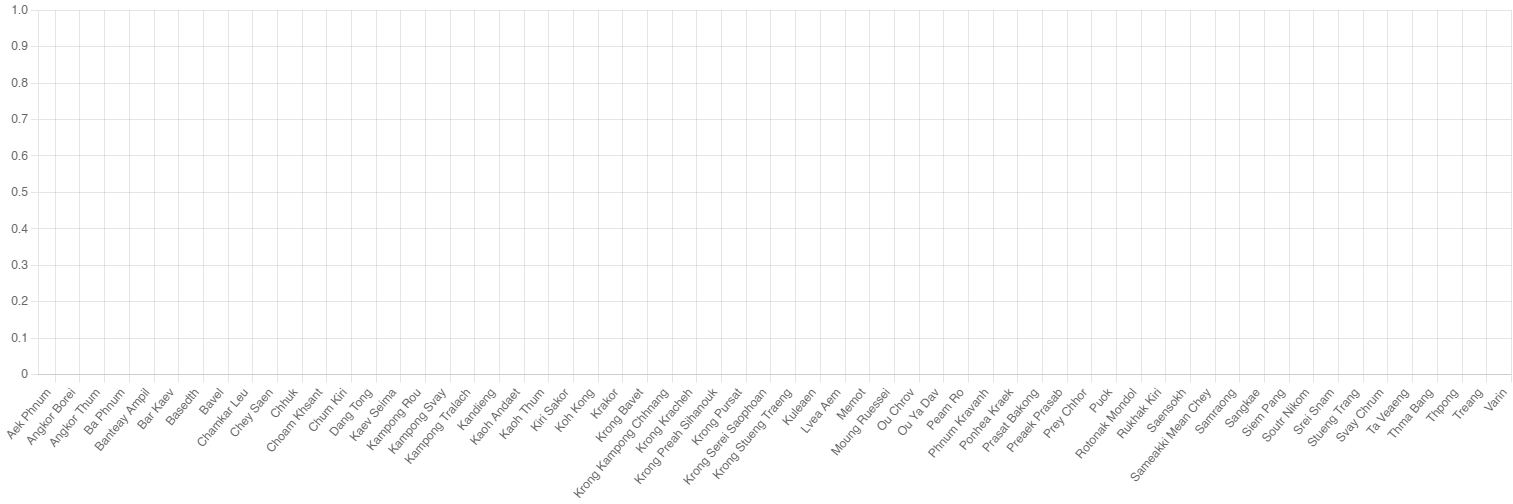 1.0
0.9
0.8
0.7
0.6
0.5
0.4
0.3
0.2
0.1
0
Aek Phnum
Angkor Borei
Angkor Thum
Ba Phnum
Banteay Ampil
Bar Kaev
Basedth
Bavel
Chamkar Leu
Chey Saen
Chhuk
Choam Khsant
Chum Kiri
Dang Tong
Kaev Seima
Kampong Rou
Kampong Svay
Kampong Tralach
Kandieng
Kaoh Andaet
Kaoh Thum
Kiri Sakor
Koh Kong
Krakor
Krong Bavet
Krong Kampong Chhnang
Krong Kracheh
Krong Preah Sihanouk
Krong Pursat
Krong Serei Saophoan
Krong Stueng Traeng
Kuleaen
Lvea Aem
Memot
Moung Ruessei
Ou Chrov
Ou Ya Dav
Peam Ro
Phnum Kravanh
Ponhea Kraek
Prasat Bakong
Preaek Prasab
Prey Chhor
Puok
Rotonak Mondol
Rukhak Kiri
Saensokh
Sameakki Mean Chey
Samraong
Sangkae
Siem Pang
Soutr Nikom
Srei Snam
Stueng Trang
Svay Chrum
Ta Veaeng
Thma Bang
Thpong
Treang
Varin